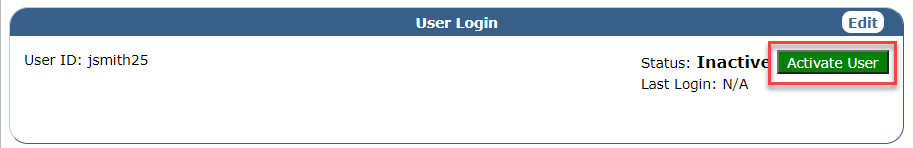 User Login
Edit
User ID: jsmith25
Status: Inactive
Activate User
Last Login: N/A